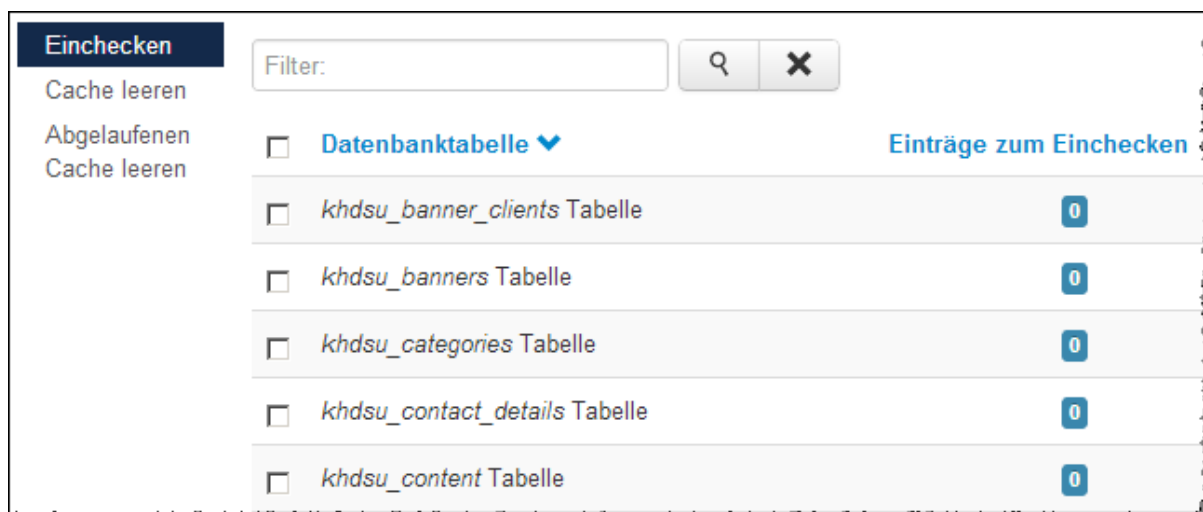 Einchecken
Cache leeren
Abgelaufenen
Cache leeren
Filter:
Datenbanktabelle Einträge zum Einchecken
khdsu_banner_clients Tabelle 0
khdsu_banners Tabelle 0
khdsu_categories Tabelle 0
khdsu_contact_details Tabelle 0
khdsu_content Tabelle 0